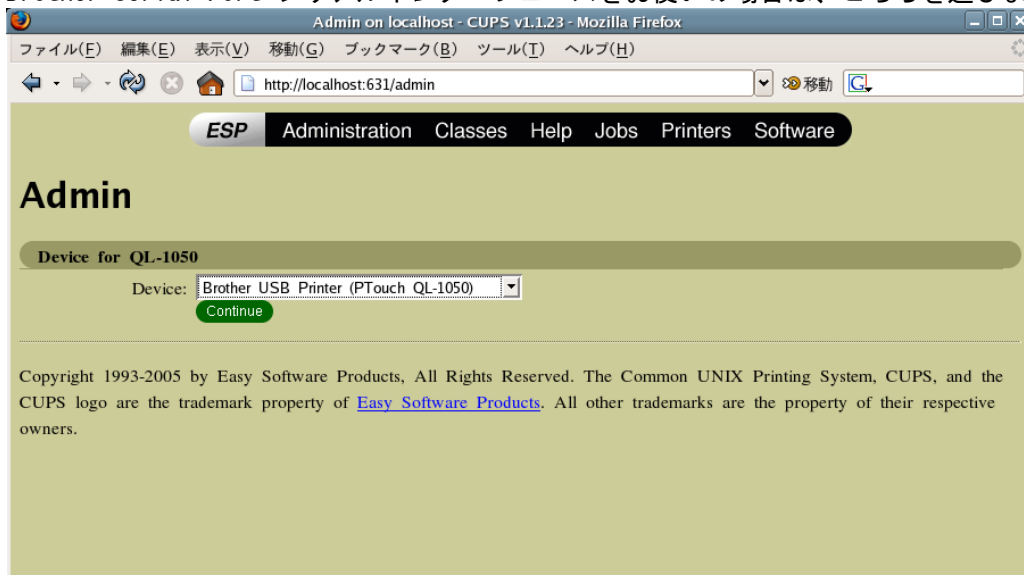 Admin on localhost - CUPS v1.1.23 - Mozilla Firefox
ファイル(F) 編集(E) 表示(V) 移動(G) ブックマーク(B) ツール(T) ヘルプ(H)
http://localhost:631/admin 移動
ESP Administration Classes Help Jobs Printers Software
Admin
Device for QL-1050
Device: Brother USB Printer (PTouch QL-1050)
Continue
Copyright 1993-2005 by Easy Software Products, All Rights Reserved. The Common UNIX Printing System, CUPS, and the
CUPS logo are the trademark property of Easy Software Products. All other trademarks are the property of their respective
owners.